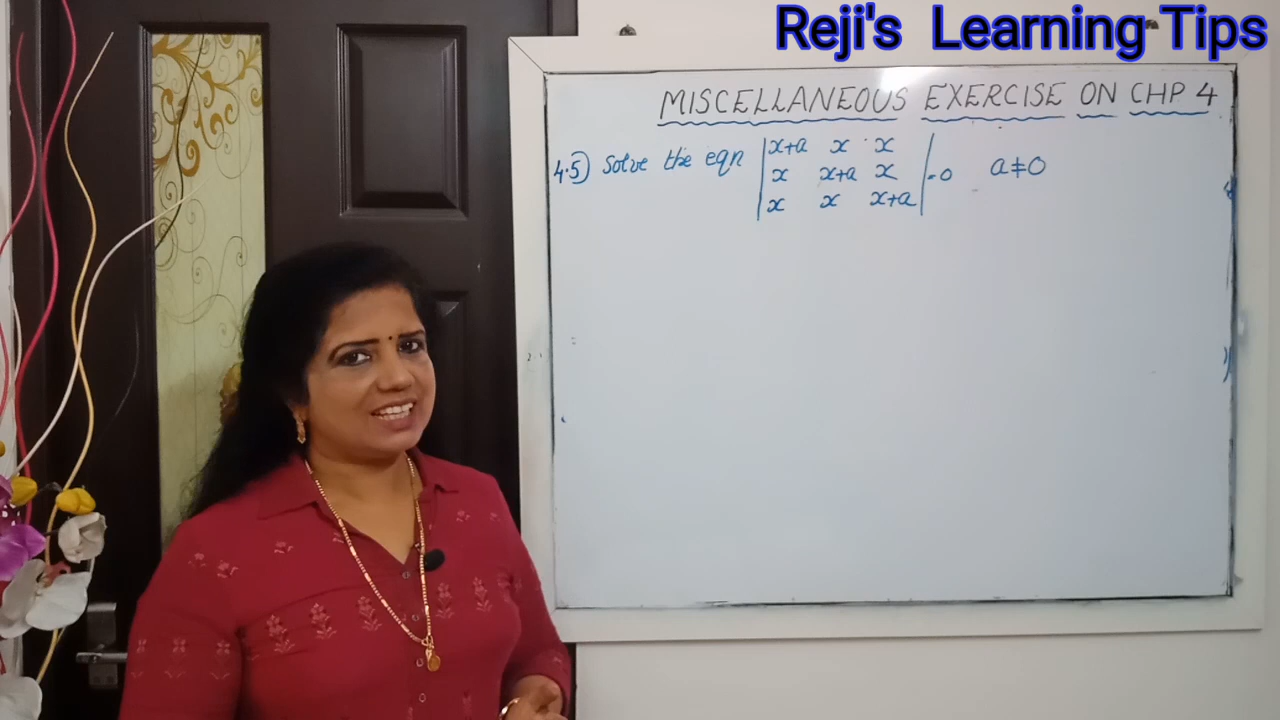 Reji's Learning Tips
MISCELLANEOUS EXERCISE ON CHP 4
4.5) Solve the eqn | x+a x x |
| x x+a x | = 0 a ≠ 0
| x x x+a |